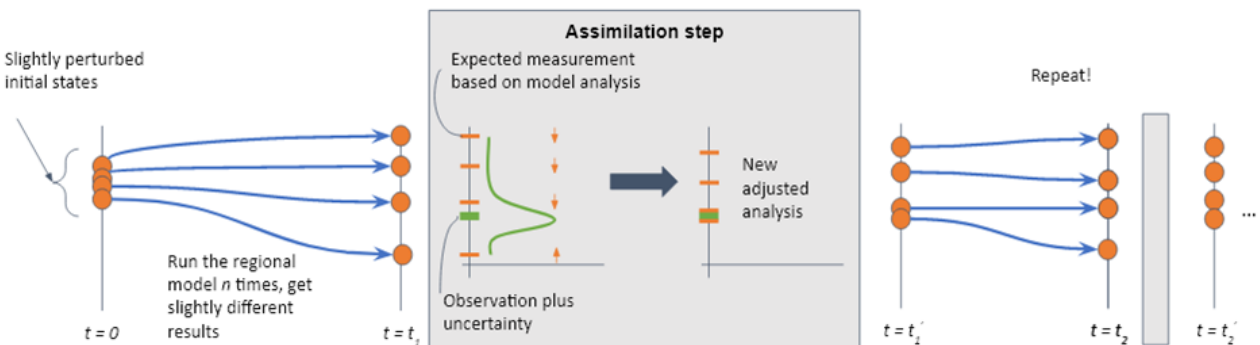 Slightly perturbed
initial states
Run the regional
model n times, get
slightly different
results
t = 0
t = t₁
Assimilation step
Expected measurement
based on model analysis
Observation plus
uncertainty
New
adjusted
analysis
Repeat!
t = t₁´
t = t₂
t = t₂´
...